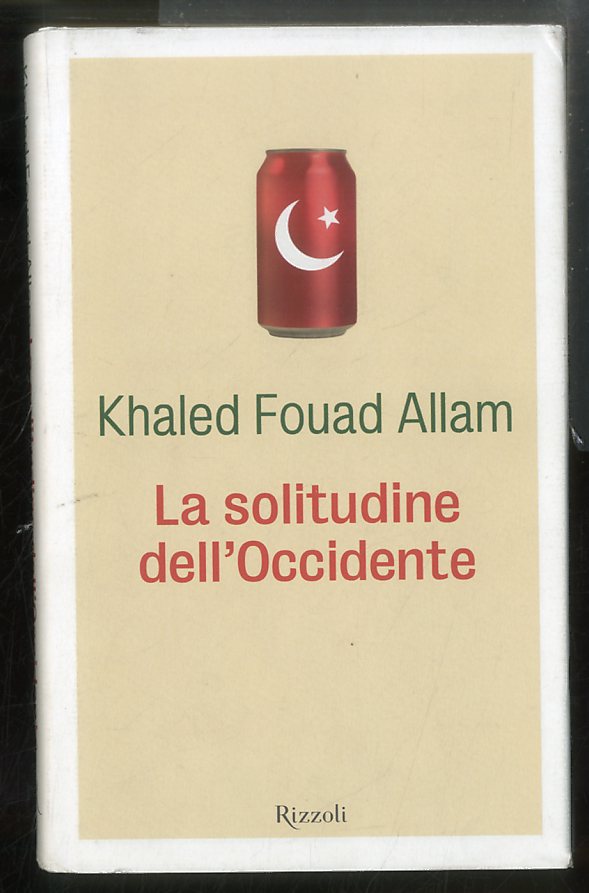 Khaled Fouad Allam
La solitudine
dell'Occidente
Rizzoli